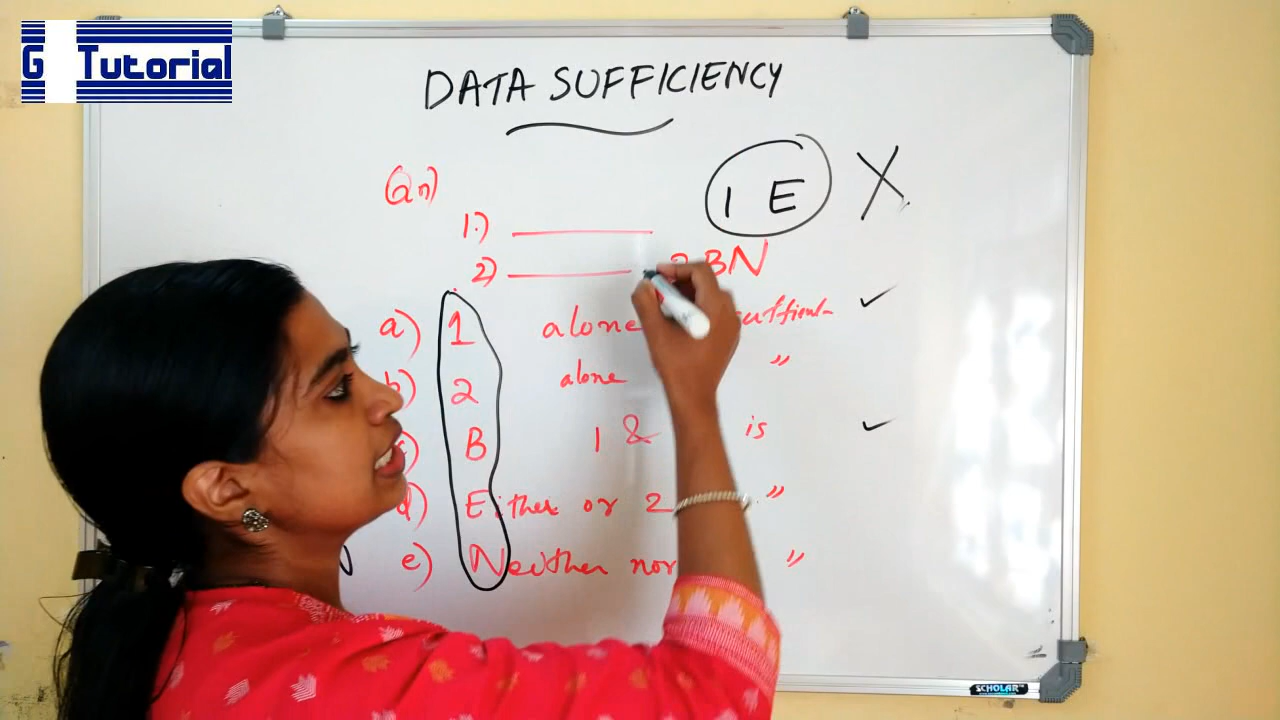 G Tutorial
DATA SUFFICIENCY
Qn)
1 E X
1.)
2) 2 BN
a) 1 alone
b) 2 alone "
B 1 & is
d) Either or 2 "
e) Neither nor "
SCHOLAR